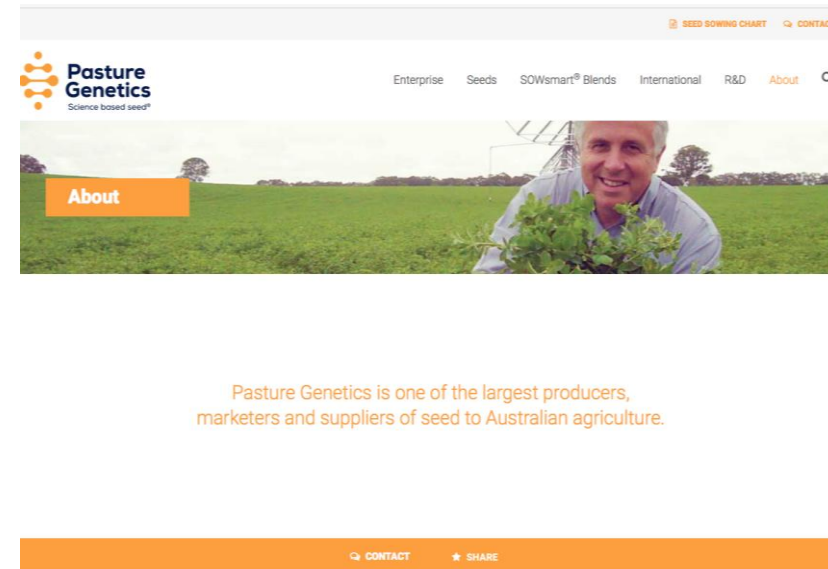 SEED SOWING CHART
Pasture
Genetics
Science based seed®
Enterprise Seeds SOWsmart® Blends International R&D About
About
Pasture Genetics is one of the largest producers,
marketers and suppliers of seed to Australian agriculture.
CONTACT SHARE